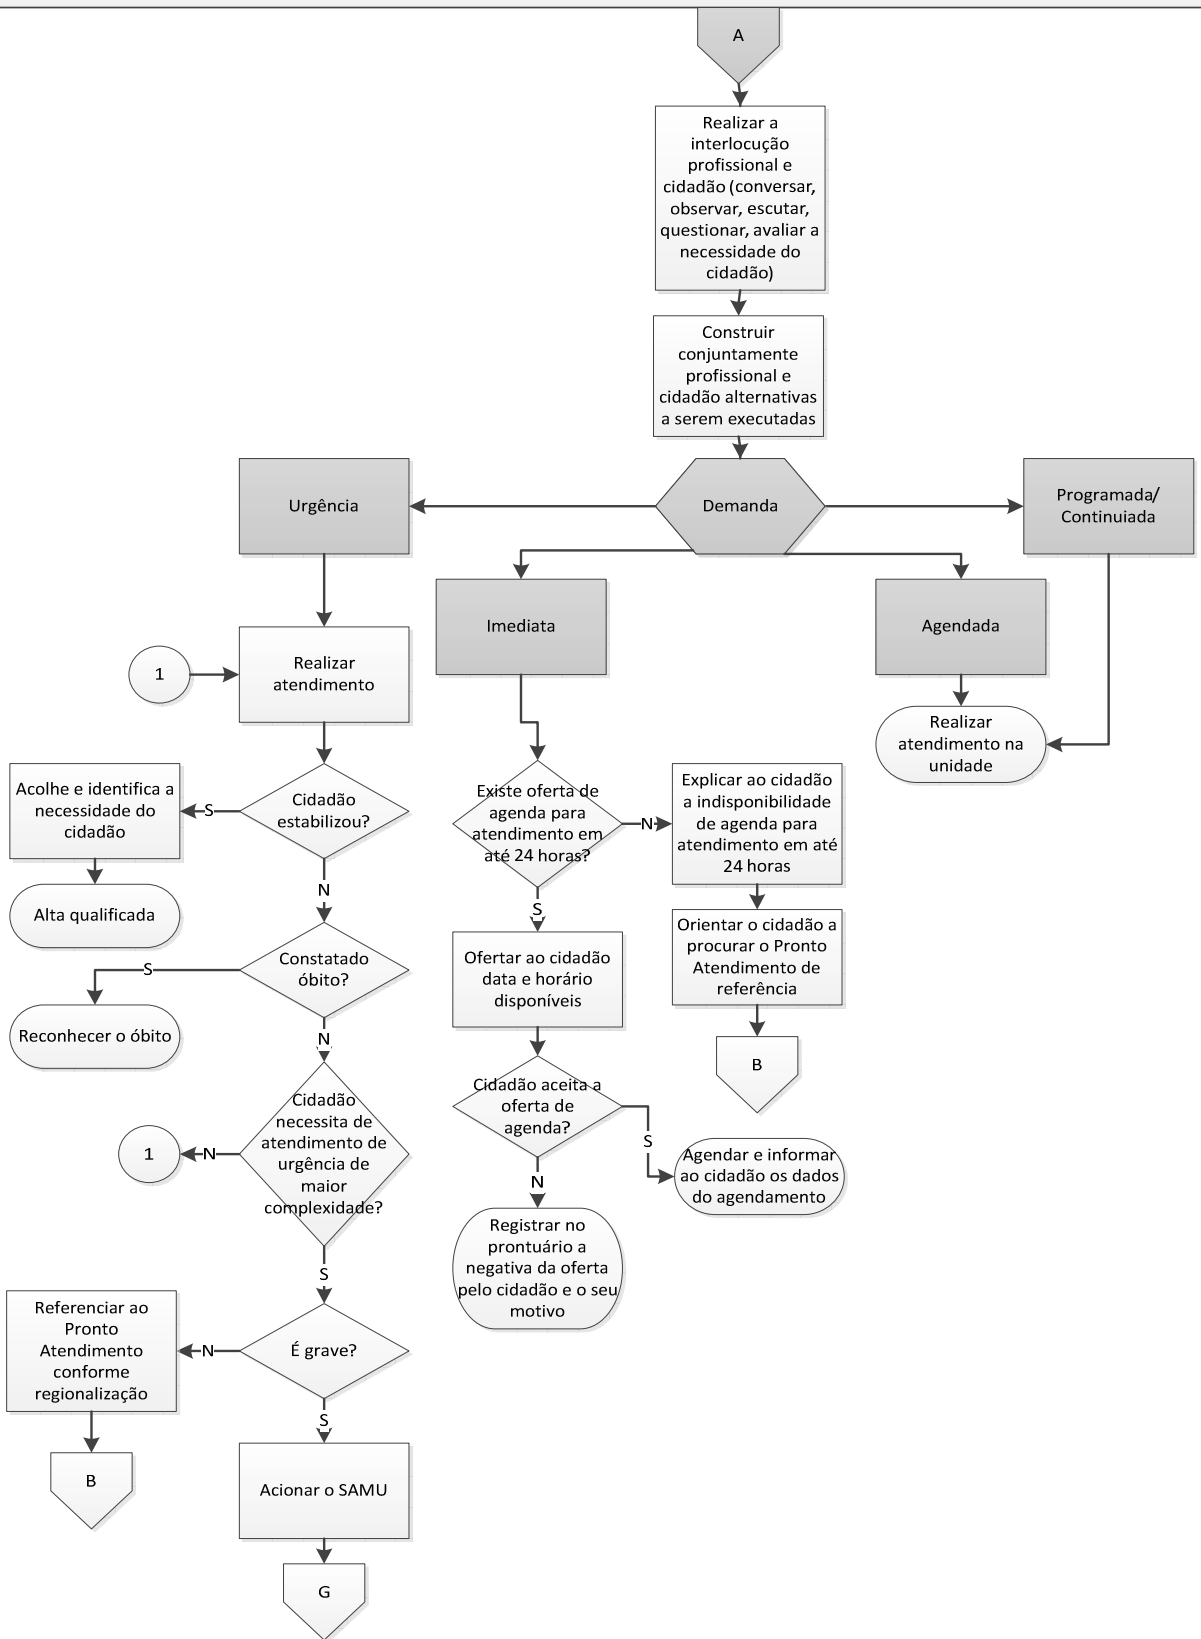 A
Realizar a
interlocução
profissional e
cidadão (conversar,
observar, escutar,
questionar, avaliar a
necessidade do
cidadão)
Construir
conjuntamente
profissional e
cidadão alternativas
a serem executadas
Demanda
Urgência
Programada/
Continuiada
Imediata
Agendada
Realizar
atendimento
1
Realizar
atendimento na
unidade
Cidadão
estabilizou?
S
Acolhe e identifica a
necessidade do
cidadão
Alta qualificada
N
Constatado
óbito?
S
Reconhecer o óbito
N
Cidadão
necessita de
atendimento de
urgência de
maior
complexidade?
N
1
S
É grave?
N
Referenciar ao
Pronto
Atendimento
conforme
regionalização
B
S
Acionar o SAMU
G
Existe oferta de
agenda para
atendimento em
até 24 horas?
N
Explicar ao cidadão
a indisponibilidade
de agenda para
atendimento em até
24 horas
Orientar o cidadão a
procurar o Pronto
Atendimento de
referência
B
S
Ofertar ao cidadão
data e horário
disponíveis
Cidadão aceita a
oferta de
agenda?
S
Agendar e informar
ao cidadão os dados
do agendamento
N
Registrar no
prontuário a
negativa da oferta
pelo cidadão e o seu
motivo